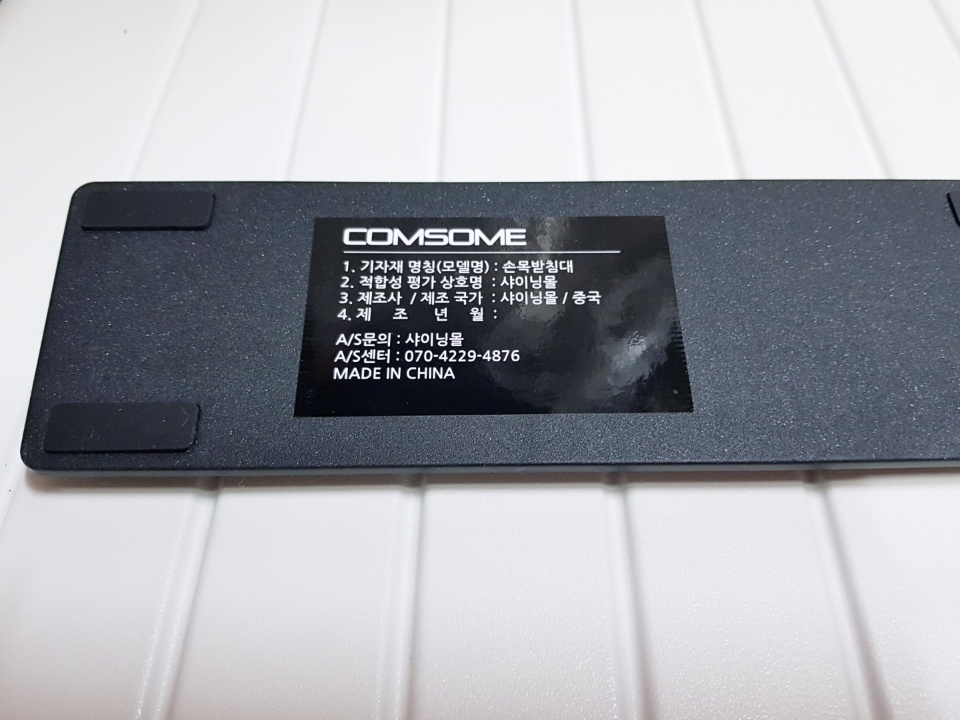 COMSOME
1. 기자재 명칭(모델명) : 손목받침대
2. 적합성 평가 상호명 : 샤이닝몰
3. 제조사 / 제조 국가 : 샤이닝몰 / 중국
4. 제 조 년 월 :
A/S문의 : 샤이닝몰
A/S센터 : 070-4229-4876
MADE IN CHINA